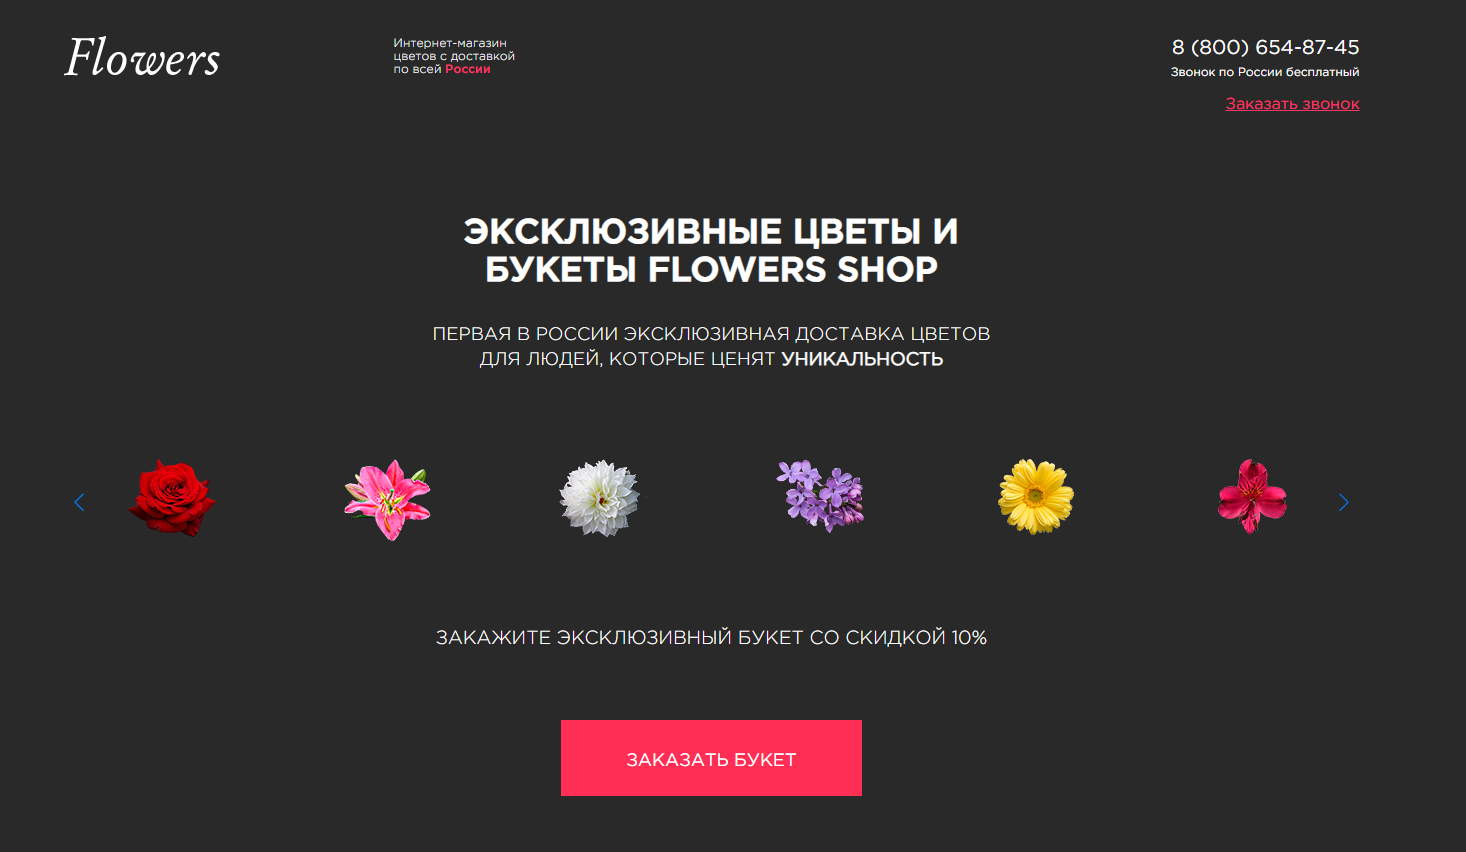 Flowers
Интернет-магазин
цветов с доставкой
по всей России
8 (800) 654-87-45
Звонок по России бесплатный
Заказать звонок
ЭКСКЛЮЗИВНЫЕ ЦВЕТЫ И
БУКЕТЫ FLOWERS SHOP
ПЕРВАЯ В РОССИИ ЭКСКЛЮЗИВНАЯ ДОСТАВКА ЦВЕТОВ
ДЛЯ ЛЮДЕЙ, КОТОРЫЕ ЦЕНЯТ УНИКАЛЬНОСТЬ
ЗАКАЖИТЕ ЭКСКЛЮЗИВНЫЙ БУКЕТ СО СКИДКОЙ 10%
ЗАКАЗАТЬ БУКЕТ